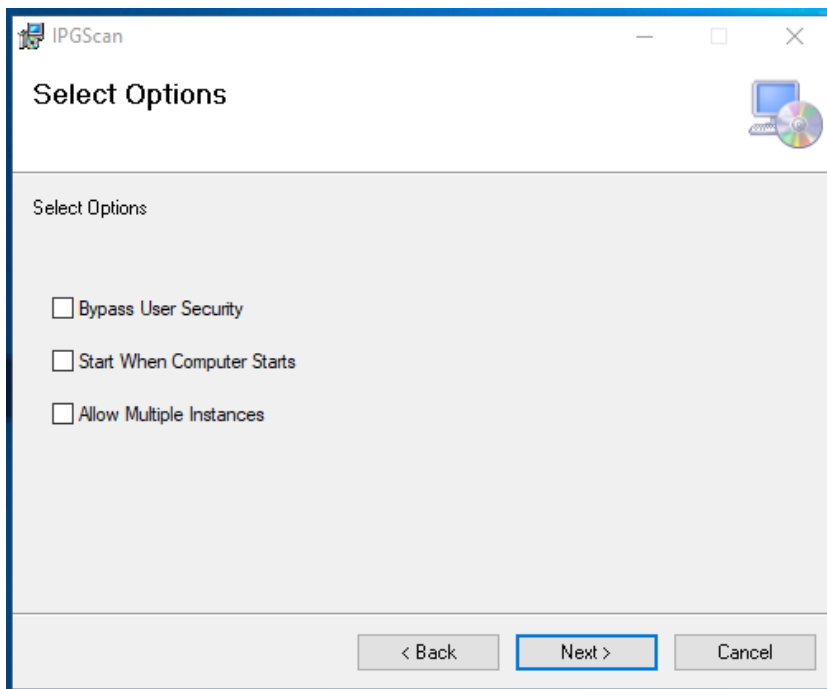 IPGScan
Select Options
Select Options
Bypass User Security
Start When Computer Starts
Allow Multiple Instances
< Back
Next >
Cancel